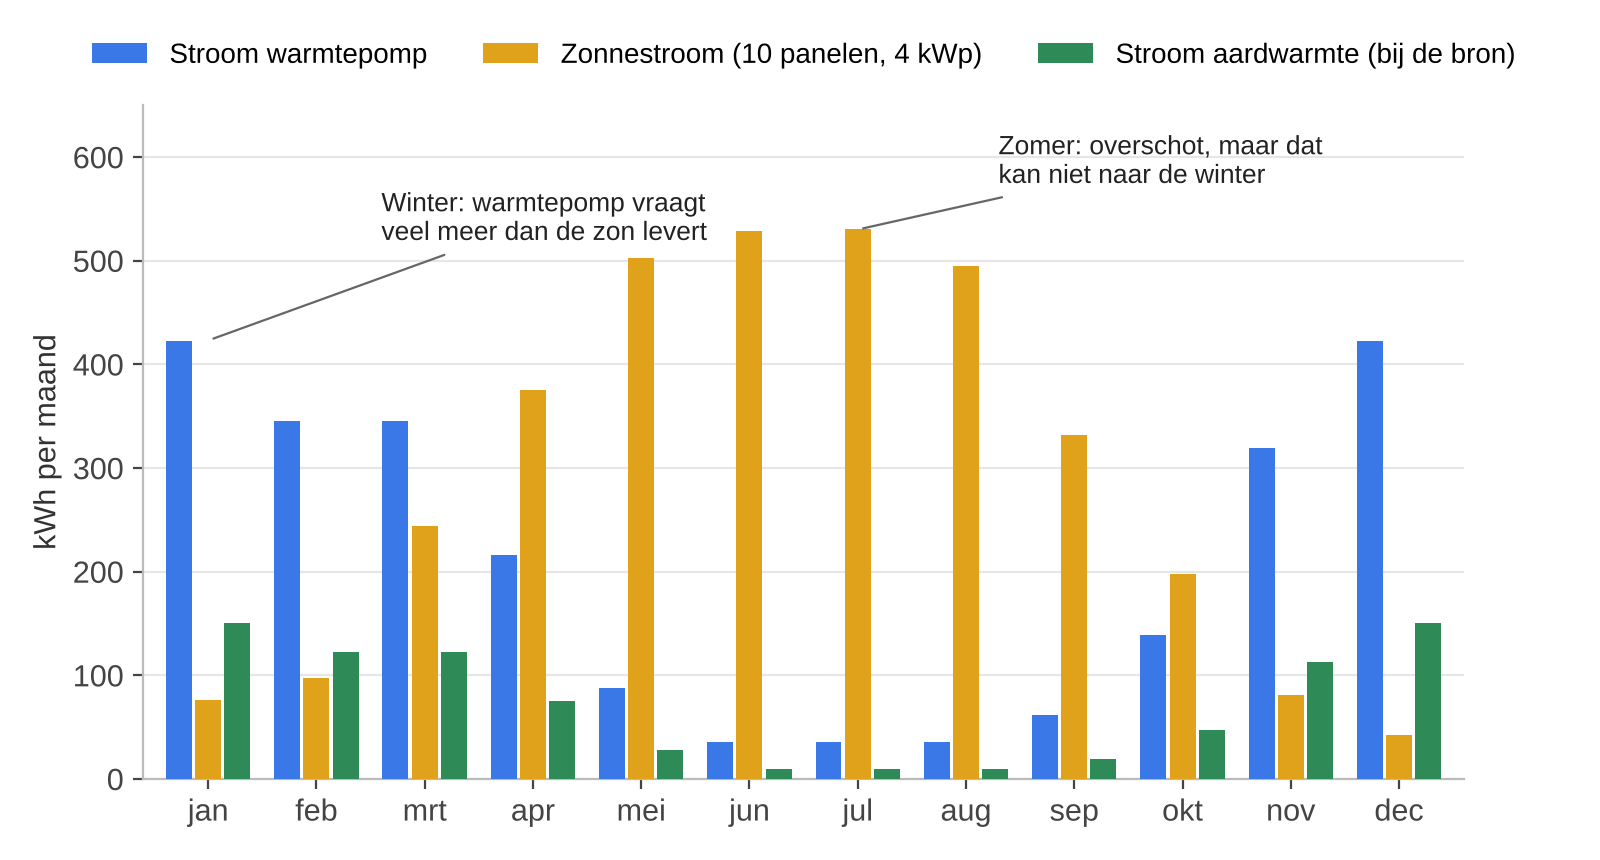 Stroom warmtepomp
Zonnestroom (10 panelen, 4 kWp)
Stroom aardwarmte (bij de bron)
Zomer: overschot, maar dat
kan niet naar de winter
Winter: warmtepomp vraagt
veel meer dan de zon levert
kWh per maand
600
500
400
300
200
100
0
jan
feb
mrt
apr
mei
jun
jul
aug
sep
okt
nov
dec